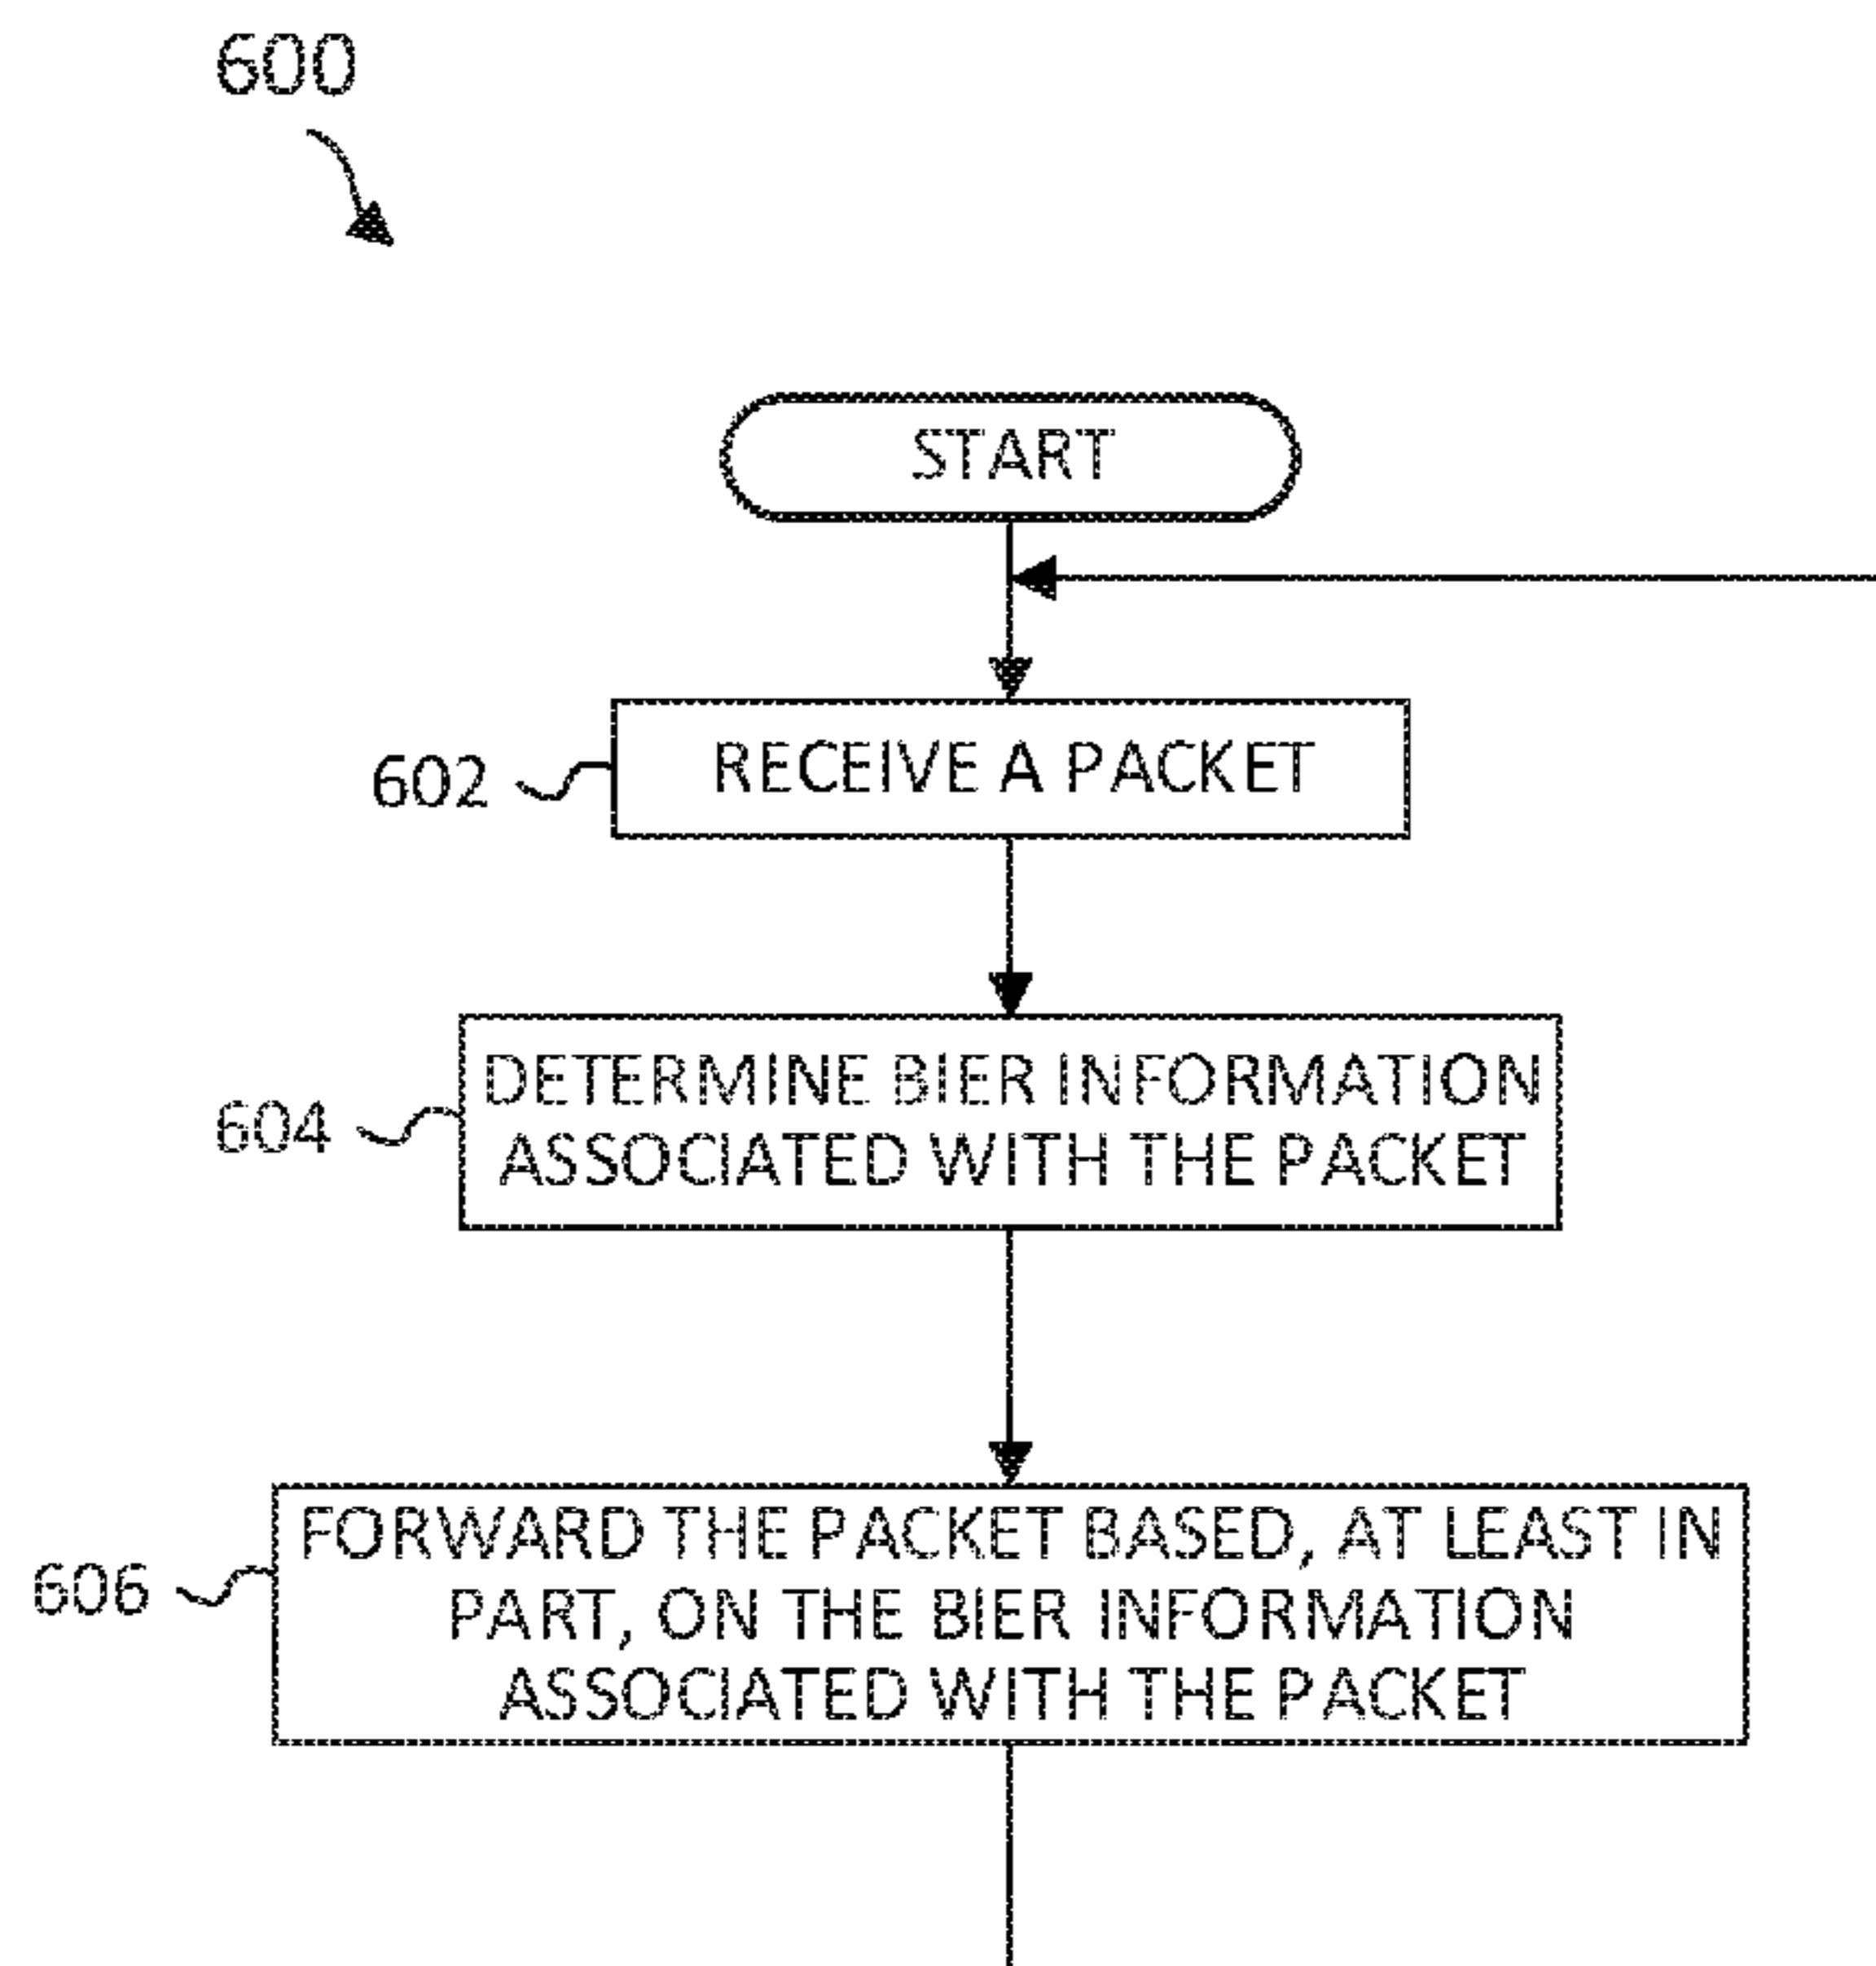 600
START
602
RECEIVE A PACKET
604
DETERMINE BIER INFORMATION
ASSOCIATED WITH THE PACKET
606
FORWARD THE PACKET BASED, AT LEAST IN
PART, ON THE BIER INFORMATION
ASSOCIATED WITH THE PACKET